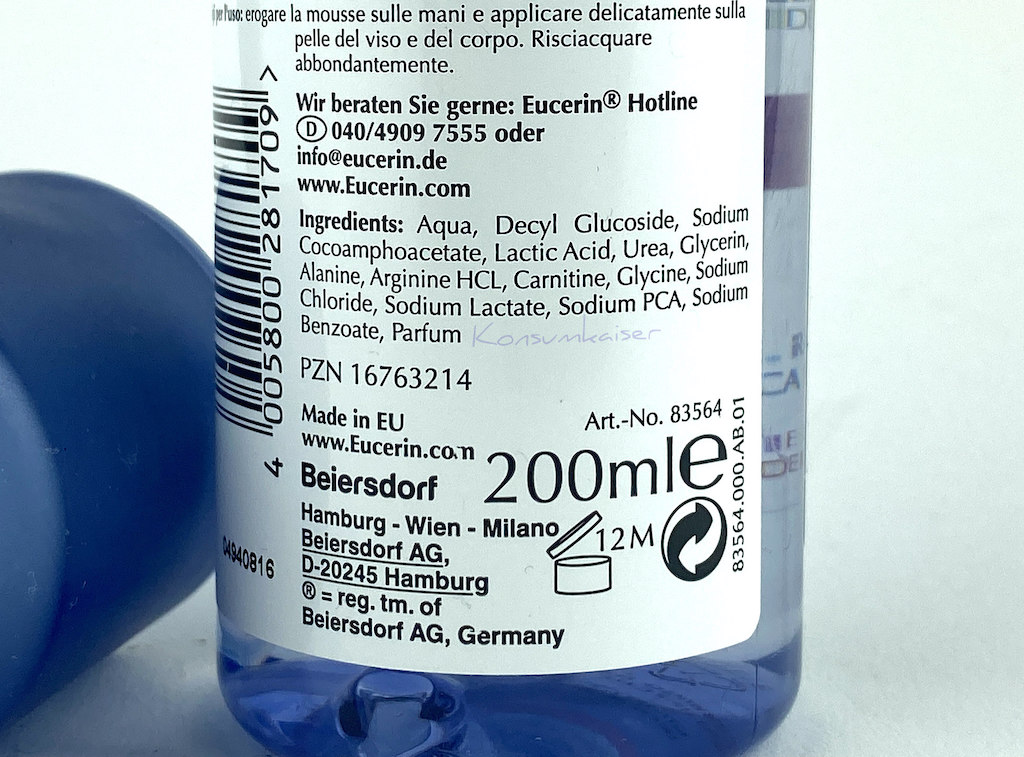 per l'uso: erogare la mousse sulle mani e applicare delicatamente sulla
pelle del viso e del corpo. Risciacquare
abbondantemente.
Wir beraten Sie gerne: Eucerin® Hotline
D 040/4909 7555 oder
info@eucerin.de
www.Eucerin.com
Ingredients: Aqua, Decyl Glucoside, Sodium
Cocoamphoacetate, Lactic Acid, Urea, Glycerin,
Alanine, Arginine HCL, Carnitine, Glycine, Sodium
Chloride, Sodium Lactate, Sodium PCA, Sodium
Benzoate, Parfum Konsumkaiser
PZN 16763214
Made in EU
www.Eucerin.com
Art.-No. 83564
Beiersdorf
200ml e
Hamburg - Wien - Milano
Beiersdorf AG,
D-20245 Hamburg
® = reg. tm. of
Beiersdorf AG, Germany
12M
83564.000.AB.01
4 005800 281709 >
04940816